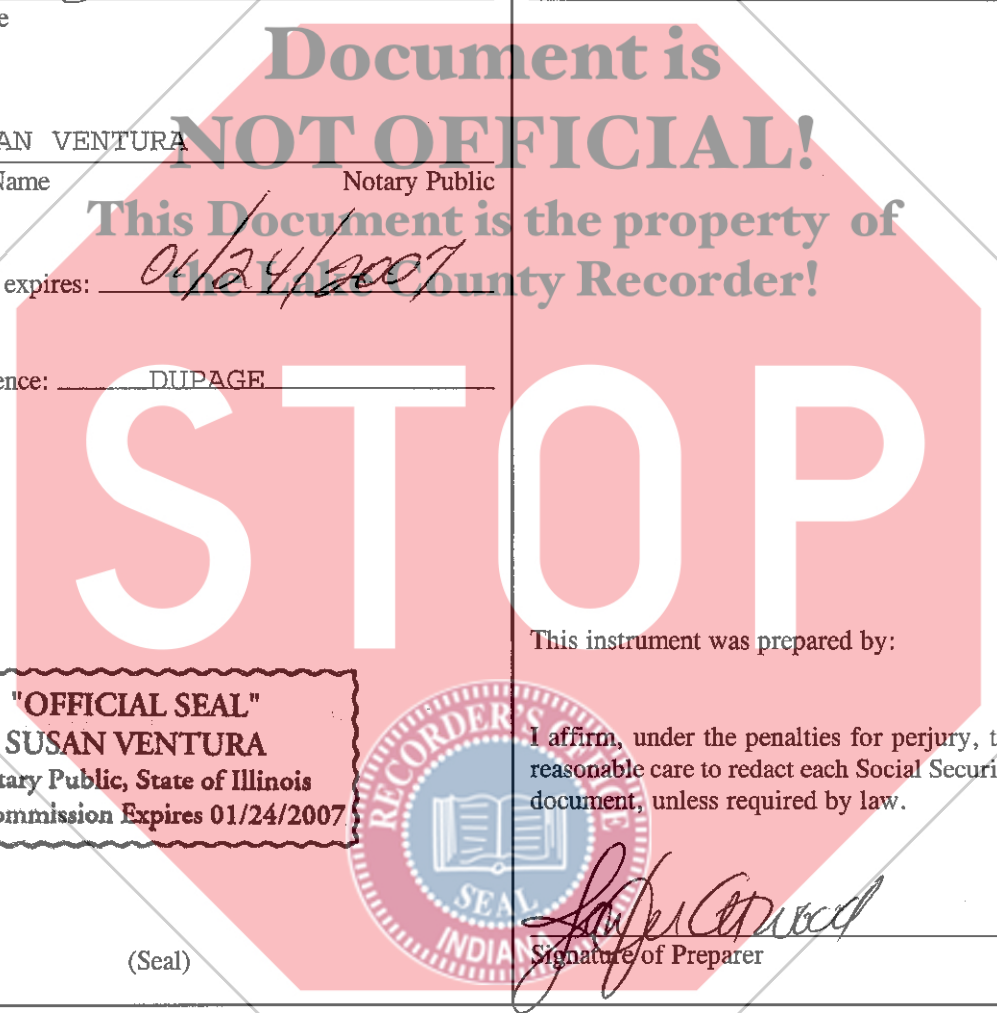 e
Document is
NOT OFFICIAL!
This Document is the property of
the Lake County Recorder!
AN VENTURA
Name Notary Public
expires: 01/24/2007
ence: DUPAGE
STOP
"OFFICIAL SEAL"
SUSAN VENTURA
tary Public, State of Illinois
ommission Expires 01/24/2007
(Seal)
This instrument was prepared by:
I affirm, under the penalties for perjury, t
reasonable care to redact each Social Securi
document, unless required by law.
Signature of Preparer
RECORDER'S OFFICE
SEAL
INDIANA